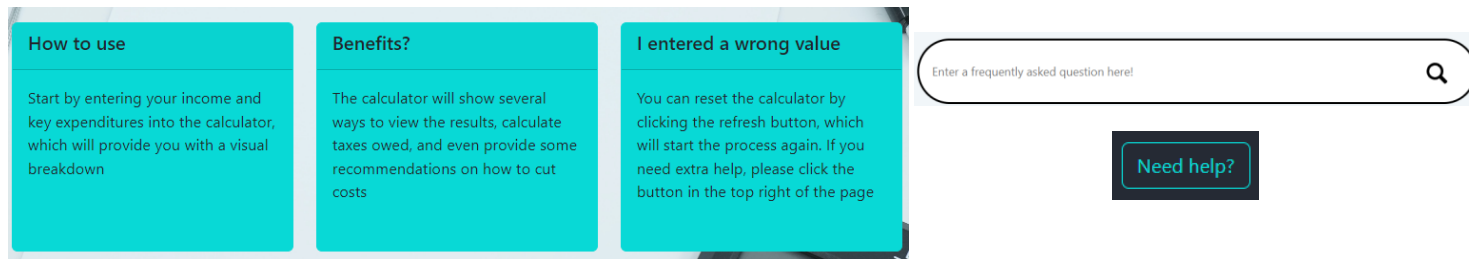 How to use
Start by entering your income and
key expenditures into the calculator,
which will provide you with a visual
breakdown
Benefits?
The calculator will show several
ways to view the results, calculate
taxes owed, and even provide some
recommendations on how to cut
costs
I entered a wrong value
You can reset the calculator by
clicking the refresh button, which
will start the process again. If you
need extra help, please click the
button in the top right of the page
Enter a frequently asked question here!
Need help?